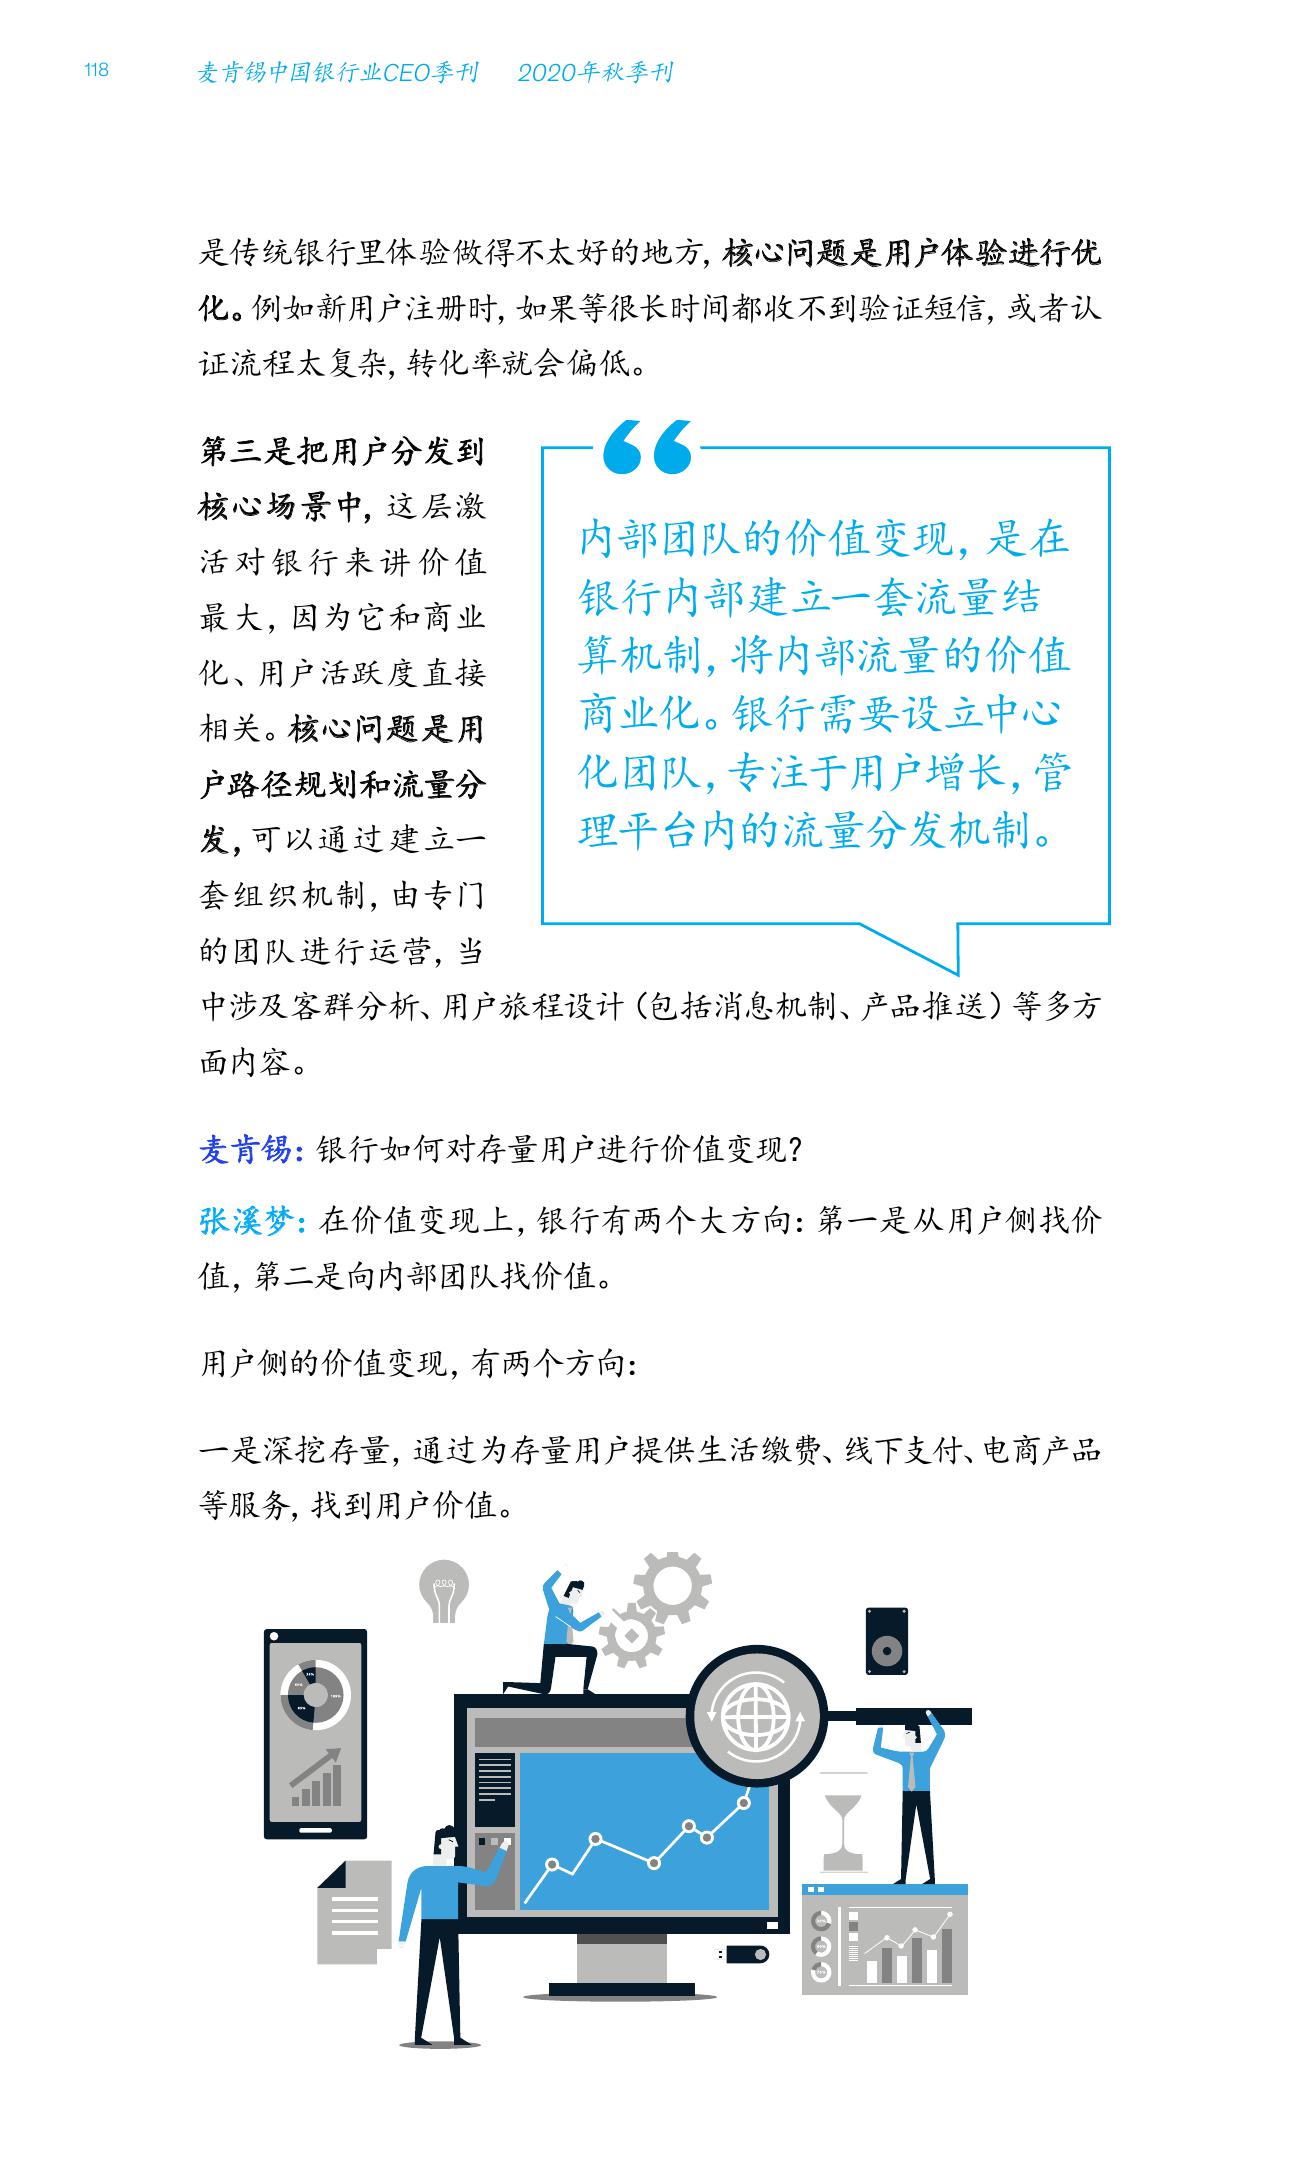 118 麦肯锡中国银行业CEO季刊 2020年秋季刊
是传统银行里体验做得不太好的地方,核心问题是用户体验进行优
化。例如新用户注册时,如果等很长时间都收不到验证短信,或者认
证流程太复杂,转化率就会偏低。
第三是把用户分发到
核心场景中,这层激
活对银行来讲价值
最大,因为它和商业
化、用户活跃度直接
相关。核心问题是用
户路径规划和流量分
发,可以通过建立一
套组织机制,由专门
的团队进行运营,当
中涉及客群分析、用户旅程设计(包括消息机制、产品推送)等多方
面内容。
“
内部团队的价值变现,是在
银行内部建立一套流量结
算机制,将内部流量的价值
商业化。银行需要设立中心
化团队,专注于用户增长,管
理平台内的流量分发机制。
麦肯锡:银行如何对存量用户进行价值变现?
张溪梦:在价值变现上,银行有两个大方向:第一是从用户侧找价
值,第二是向内部团队找价值。
用户侧的价值变现,有两个方向:
一是深挖存量,通过为存量用户提供生活缴费、线下支付、电商产品
等服务,找到用户价值。